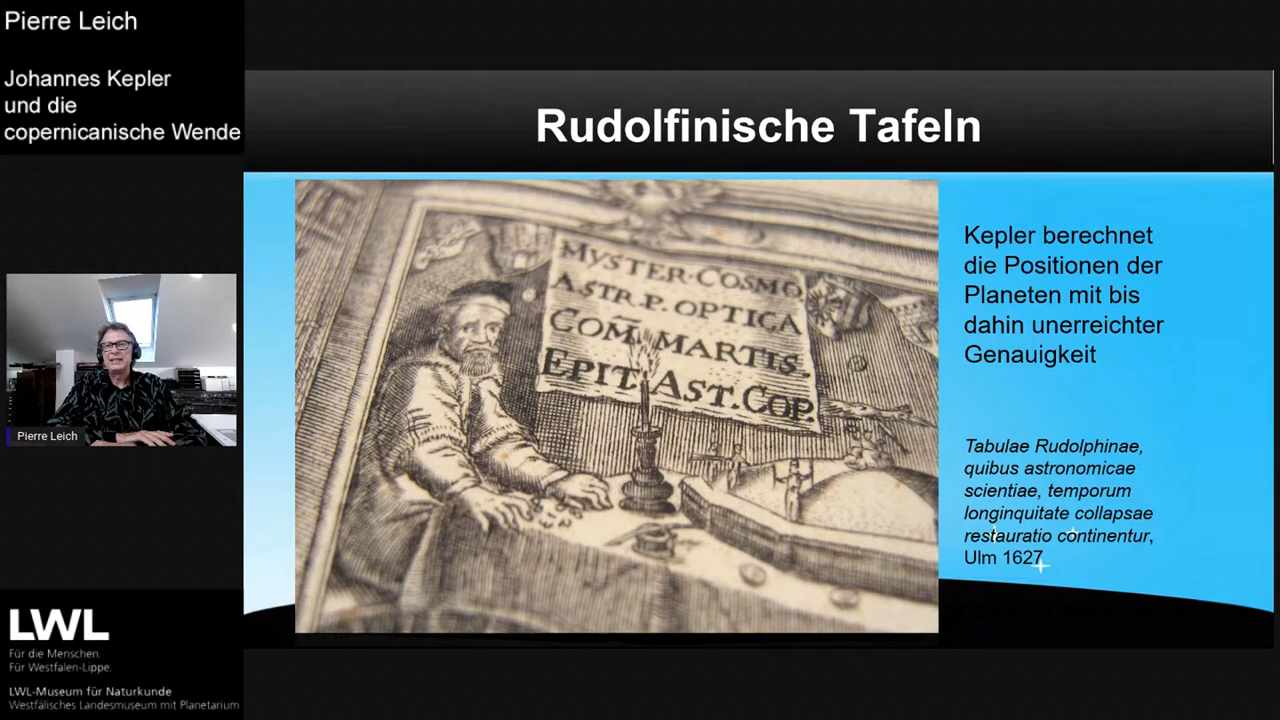 Pierre Leich
Johannes Kepler
und die
copernicanische Wende
Rudolfinische Tafeln
MYSTER·COSMO
ASTR.P.OPTICA
COM̄ MARTIS.
EPIT.AST.COP.
Kepler berechnet
die Positionen der
Planeten mit bis
dahin unerreichter
Genauigkeit
Tabulae Rudolphinae,
quibus astronomicae
scientiae, temporum
longinquitate collapsae
restauratio continentur,
Ulm 1627
Pierre Leich
LWL
Für die Menschen.
Für Westfalen-Lippe.
LWL-Museum für Naturkunde
Westfälisches Landesmuseum mit Planetarium